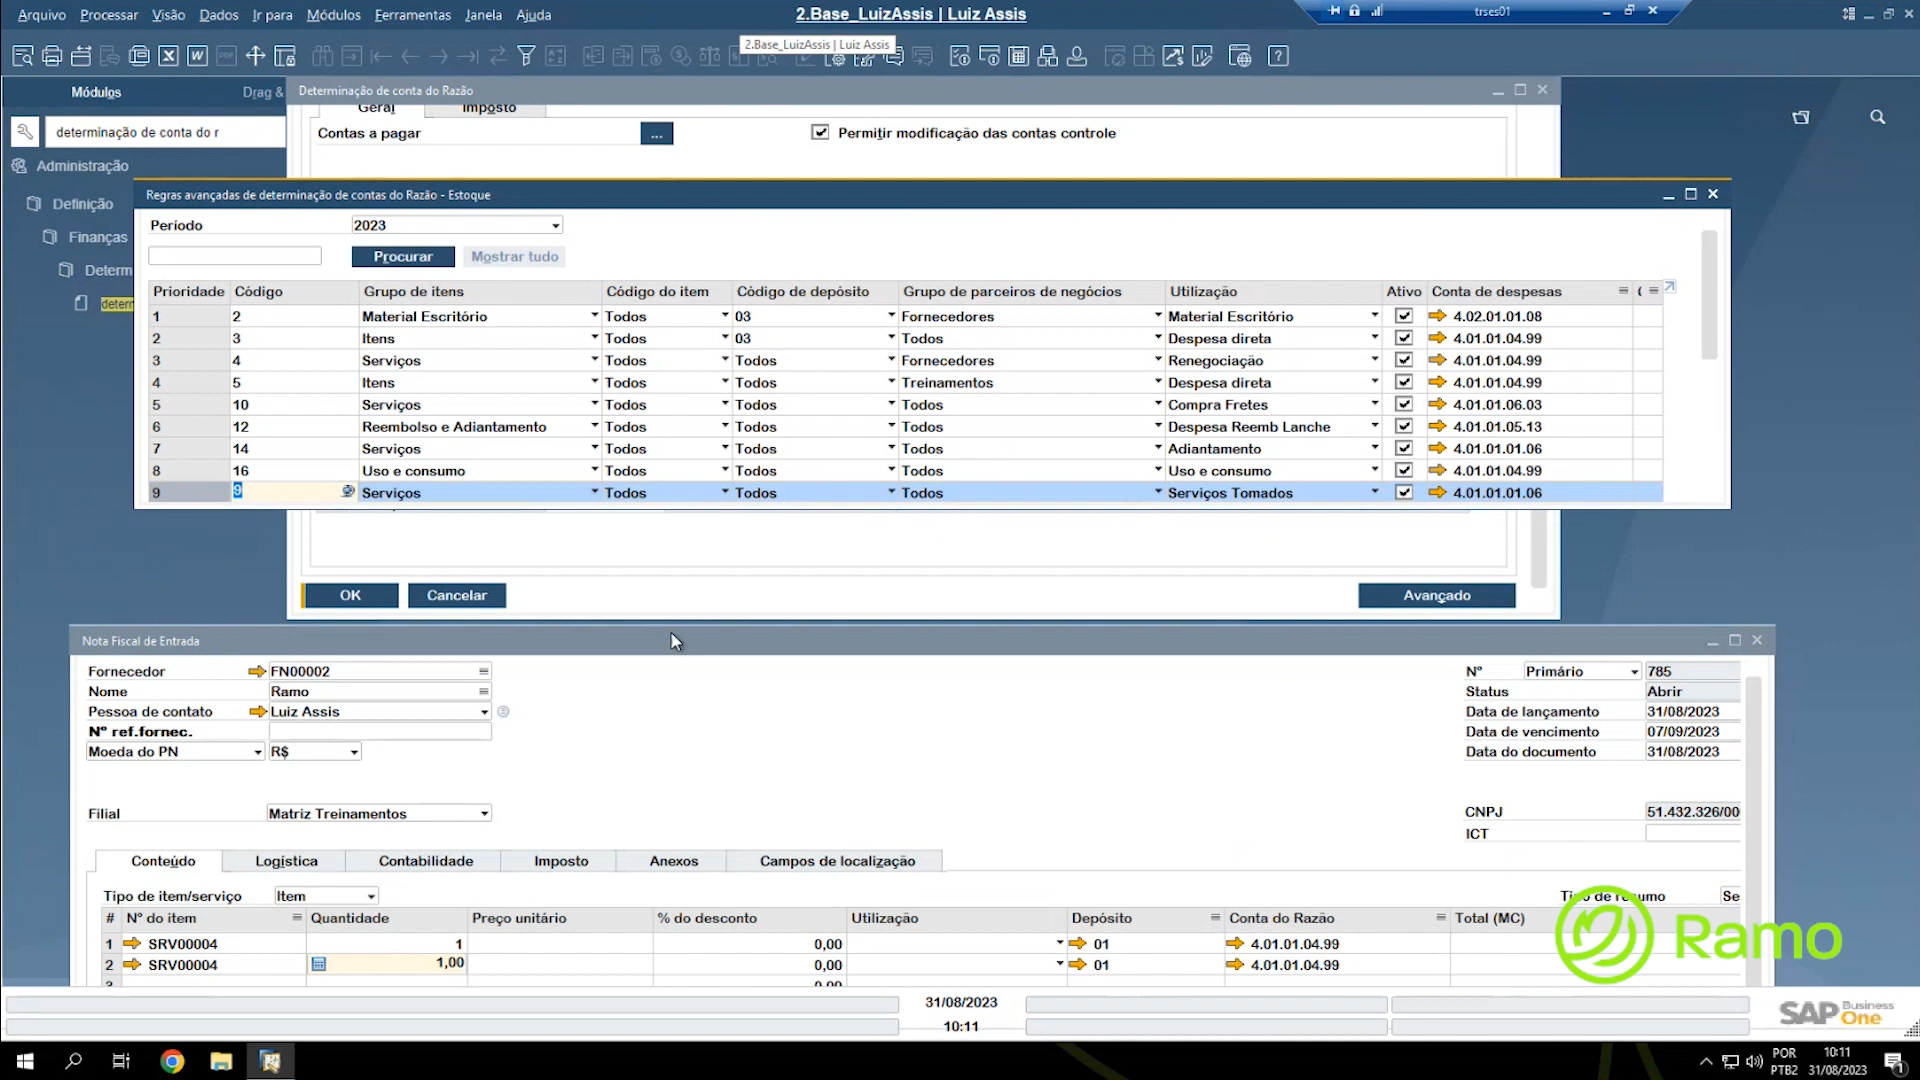 Arquivo Processar Visão Dados Ir para Módulos Ferramentas Janela Ajuda
2.Base_LuizAssis | Luiz Assis
trses01
2.Base_LuizAssis | Luiz Assis
Módulos Drag &
Determinação de conta do Razão
Geral Imposto
determinação de conta do r
Contas a pagar ... Permitir modificação das contas controle
Administração
Definição
Finanças
Determ
determ
Regras avançadas de determinação de contas do Razão - Estoque
Período 2023
Procurar Mostrar tudo
Prioridade Código Grupo de itens Código do item Código de depósito Grupo de parceiros de negócios Utilização Ativo Conta de despesas
1 2 Material Escritório Todos 03 Fornecedores Material Escritório 4.02.01.01.08
2 3 Itens Todos 03 Todos Despesa direta 4.01.01.04.99
3 4 Serviços Todos Todos Fornecedores Renegociação 4.01.01.04.99
4 5 Itens Todos Todos Treinamentos Despesa direta 4.01.01.04.99
5 10 Serviços Todos Todos Todos Compra Fretes 4.01.01.06.03
6 12 Reembolso e Adiantamento Todos Todos Todos Despesa Reemb Lanche 4.01.01.05.13
7 14 Serviços Todos Todos Todos Adiantamento 4.01.01.01.06
8 16 Uso e consumo Todos Todos Todos Uso e consumo 4.01.01.04.99
9 9 Serviços Todos Todos Todos Serviços Tomados 4.01.01.01.06
OK Cancelar Avançado
Nota Fiscal de Entrada
Fornecedor FN00002 Nº Primário 785
Nome Ramo Status Abrir
Pessoa de contato Luiz Assis Data de lançamento 31/08/2023
Nº ref.fornec. Data de vencimento 07/09/2023
Moeda do PN R$ Data do documento 31/08/2023
Filial Matriz Treinamentos CNPJ 51.432.326/00
ICT
Conteúdo Logística Contabilidade Imposto Anexos Campos de localização
Tipo de item/serviço Item Tipo de resumo Se
# Nº do item Quantidade Preço unitário % do desconto Utilização Depósito Conta do Razão Total (MC)
1 SRV00004 1 0,00 01 4.01.01.04.99
2 SRV00004 1,00 0,00 01 4.01.01.04.99
3 0,00
Ramo
31/08/2023
10:11
SAP Business One
POR
PTB2
10:11
31/08/2023
1